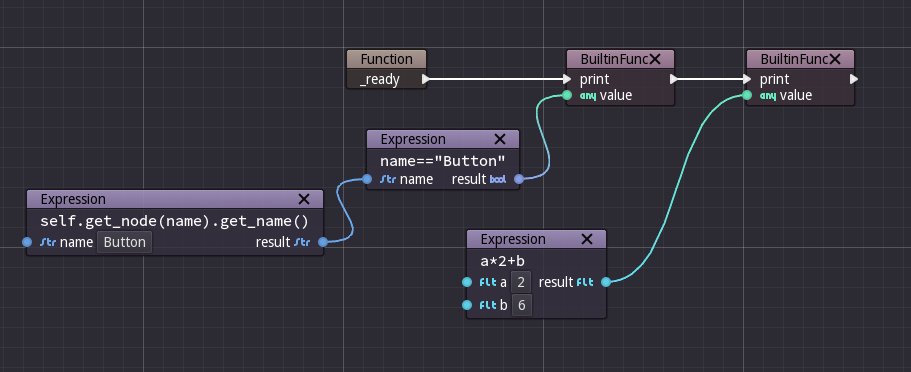 Function
_ready
BuiltinFunc
print
any value
BuiltinFunc
print
any value
Expression
name=="Button"
Str name result bool
Expression
self.get_node(name).get_name()
Str name Button result Str
Expression
a*2+b
flt a 2 result flt
flt b 6